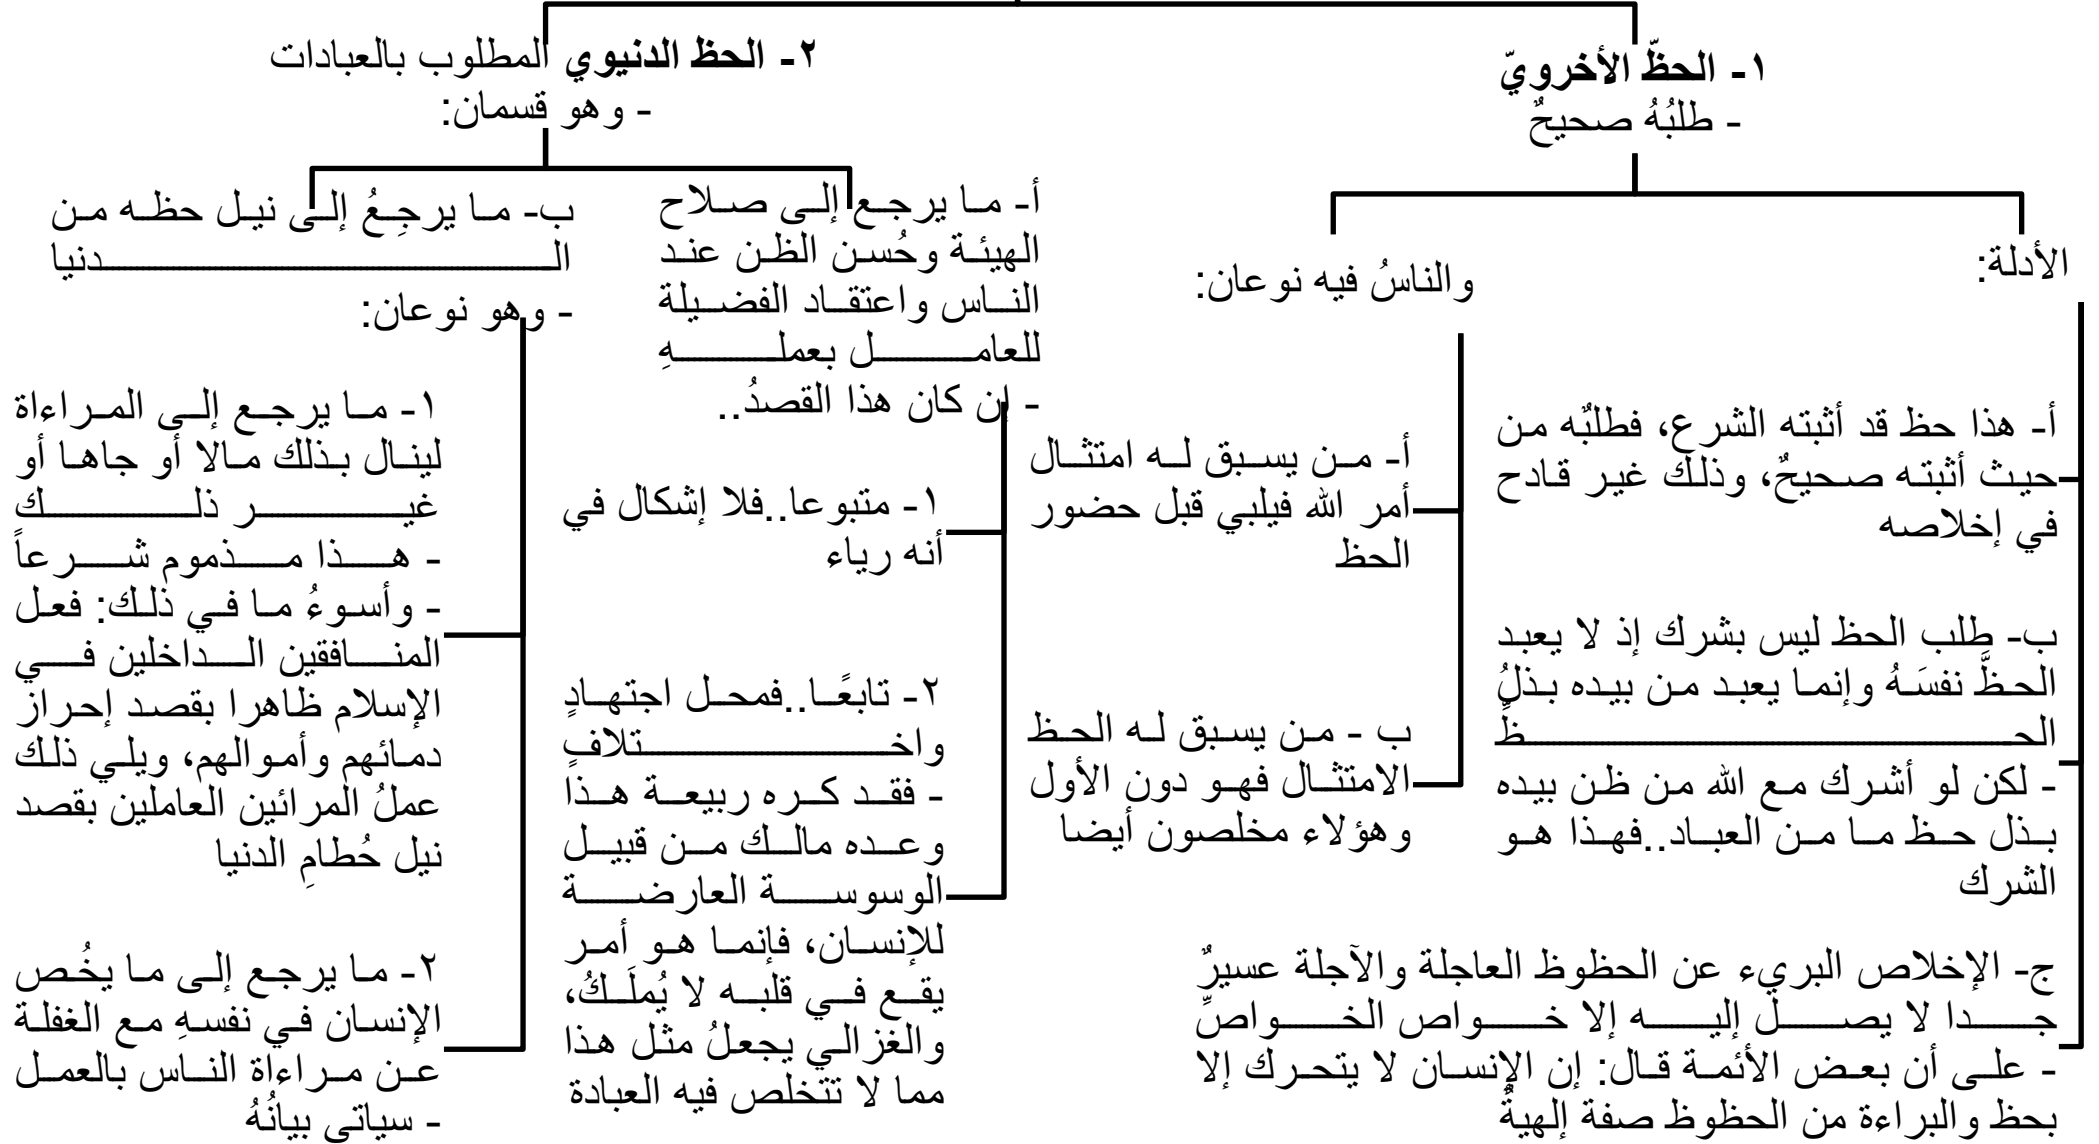 ١- الحظّ الأخرويّ
- طلبُهُ صحيحٌ
الأدلة:
أ- هذا حظ قد أثبته الشرع، فطلبٌه من
حيث أثبته صحيحٌ، وذلك غير قادح
في إخلاصه
ب- طلب الحظ ليس بشرك إذ لا يعبد
الحظَّ نفسَهُ وإنما يعبد من بيده بذلُ
الحظِّ
- لكن لو أشرك مع الله من ظن بيده
بذل حظ ما من العباد..فهذا هو
الشرك
ج- الإخلاص البريء عن الحظوظ العاجلة والآجلة عسيرٌ
جدا لا يصل إليه إلا خواص الخواصِّ
- على أن بعض الأئمة قال: إن الإنسان لا يتحرك إلا
بحظ والبراءة من الحظوظ صفة إلهيةٌ
والناسُ فيه نوعان:
أ- من يسبق له امتثال
أمر الله فيلبي قبل حضور
الحظ
ب - من يسبق له الحظ
الامتثال فهو دون الأول
وهؤلاء مخلصون أيضا
٢- الحظ الدنيوي المطلوب بالعبادات
- وهو قسمان:
أ- ما يرجع إلى صلاح
الهيئة وحُسن الظن عند
الناس واعتقاد الفضيلة
للعامل بعملهِ
- إن كان هذا القصدُ..
١- متبوعا..فلا إشكال في
أنه رياء
٢- تابعًا..فمحل اجتهادٍ
واختلافٍ
- فقد كره ربيعة هذا
وعده مالك من قبيل
الوسوسة العارضة
للإنسان، فإنما هو أمر
يقع في قلبه لا يُملَكُ،
والغزالي يجعلُ مثل هذا
مما لا تتخلص فيه العبادة
ب- ما يرجِعُ إلى نيل حظه من
الدنيا
- وهو نوعان:
١- ما يرجع إلى المراءاة
لينال بذلك مالا أو جاها أو
غير ذلك
- هذا مذموم شرعاً
- وأسوءُ ما في ذلك: فعل
المنافقين الداخلين في
الإسلام ظاهرا بقصد إحراز
دمائهم وأموالهم، ويلي ذلك
عملُ المرائين العاملين بقصد
نيل حُطامِ الدنيا
٢- ما يرجع إلى ما يخُص
الإنسان في نفسهِ مع الغفلة
عن مراءاة الناس بالعمل
- سياتي بيانُهُ